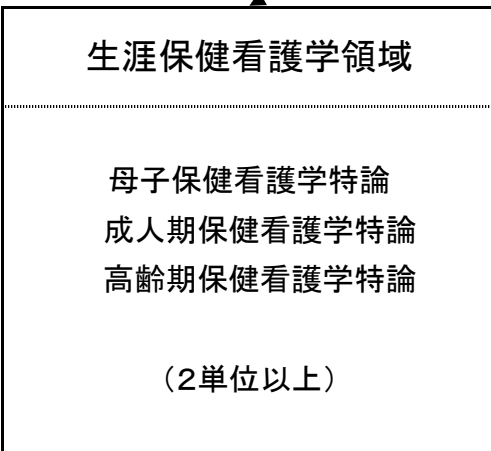 生涯保健看護学領域
母子保健看護学特論
成人期保健看護学特論
高齢期保健看護学特論
（2単位以上）